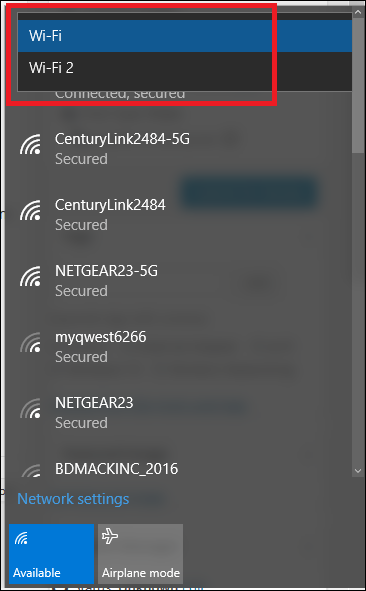 Wi-Fi
Wi-Fi 2
Connected, secured
CenturyLink2484-5G
Secured
CenturyLink2484
Secured
NETGEAR23-5G
Secured
myqwest6266
Secured
NETGEAR23
Secured
BDMACKINC_2016
Network settings
Available
Airplane mode